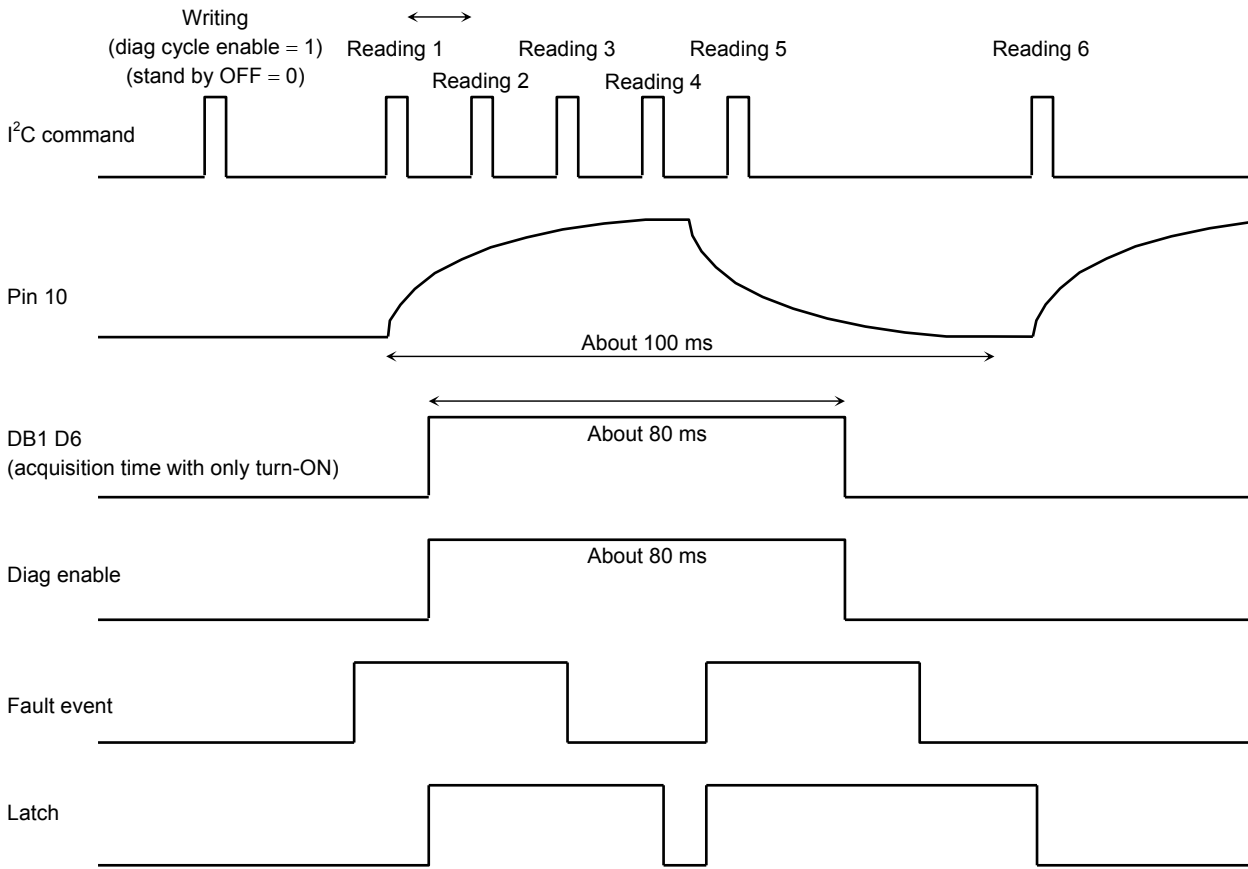 Writing
(diag cycle enable = 1)
(stand by OFF = 0)
Reading 1
Reading 2
Reading 3
Reading 4
Reading 5
Reading 6
I²C command
Pin 10
About 100 ms
About 80 ms
DB1 D6
(acquisition time with only turn-ON)
About 80 ms
Diag enable
Fault event
Latch